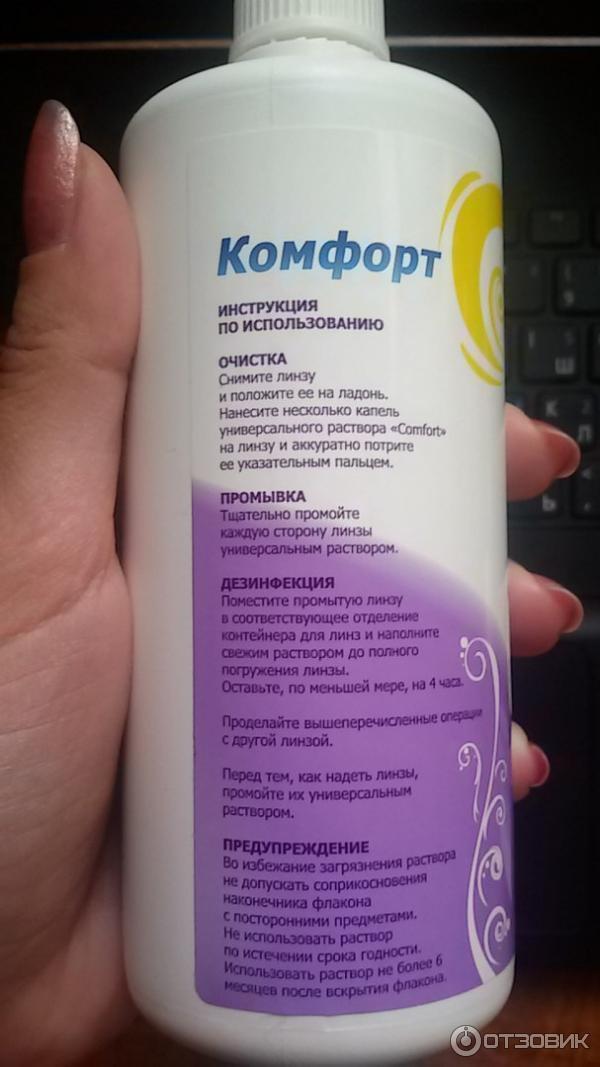 Комфорт
ИНСТРУКЦИЯ
ПО ИСПОЛЬЗОВАНИЮ
ОЧИСТКА
Снимите линзу
и положите ее на ладонь.
Нанесите несколько капель
универсального раствора «Comfort»
на линзу и аккуратно потрите
ее указательным пальцем.
ПРОМЫВКА
Тщательно промойте
каждую сторону линзы
универсальным раствором.
ДЕЗИНФЕКЦИЯ
Поместите промытую линзу
в соответствующее отделение
контейнера для линз и наполните
свежим раствором до полного
погружения линзы.
Оставьте, по меньшей мере, на 4 часа.
Проделайте вышеперечисленные операции
с другой линзой.
Перед тем, как надеть линзы,
промойте их универсальным
раствором.
ПРЕДУПРЕЖДЕНИЕ
Во избежание загрязнения раствора
не допускать соприкосновения
наконечника флакона
с посторонними предметами.
Не использовать раствор
по истечении срока годности.
Использовать раствор не более 6
месяцев после вскрытия флакона.
ОТЗОВИК